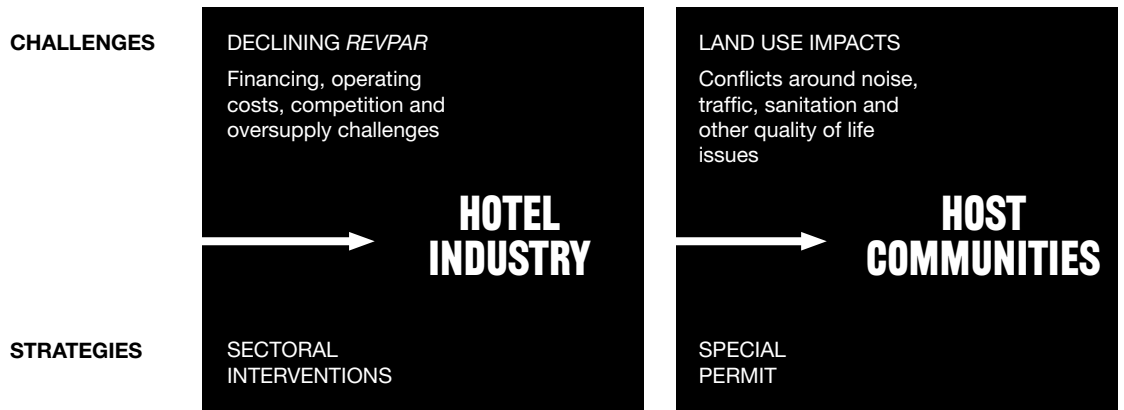 CHALLENGES
DECLINING REVPAR
Financing, operating
costs, competition and
oversupply challenges
HOTEL
INDUSTRY
LAND USE IMPACTS
Conflicts around noise,
traffic, sanitation and
other quality of life
issues
HOST
COMMUNITIES
STRATEGIES
SECTORAL
INTERVENTIONS
SPECIAL
PERMIT